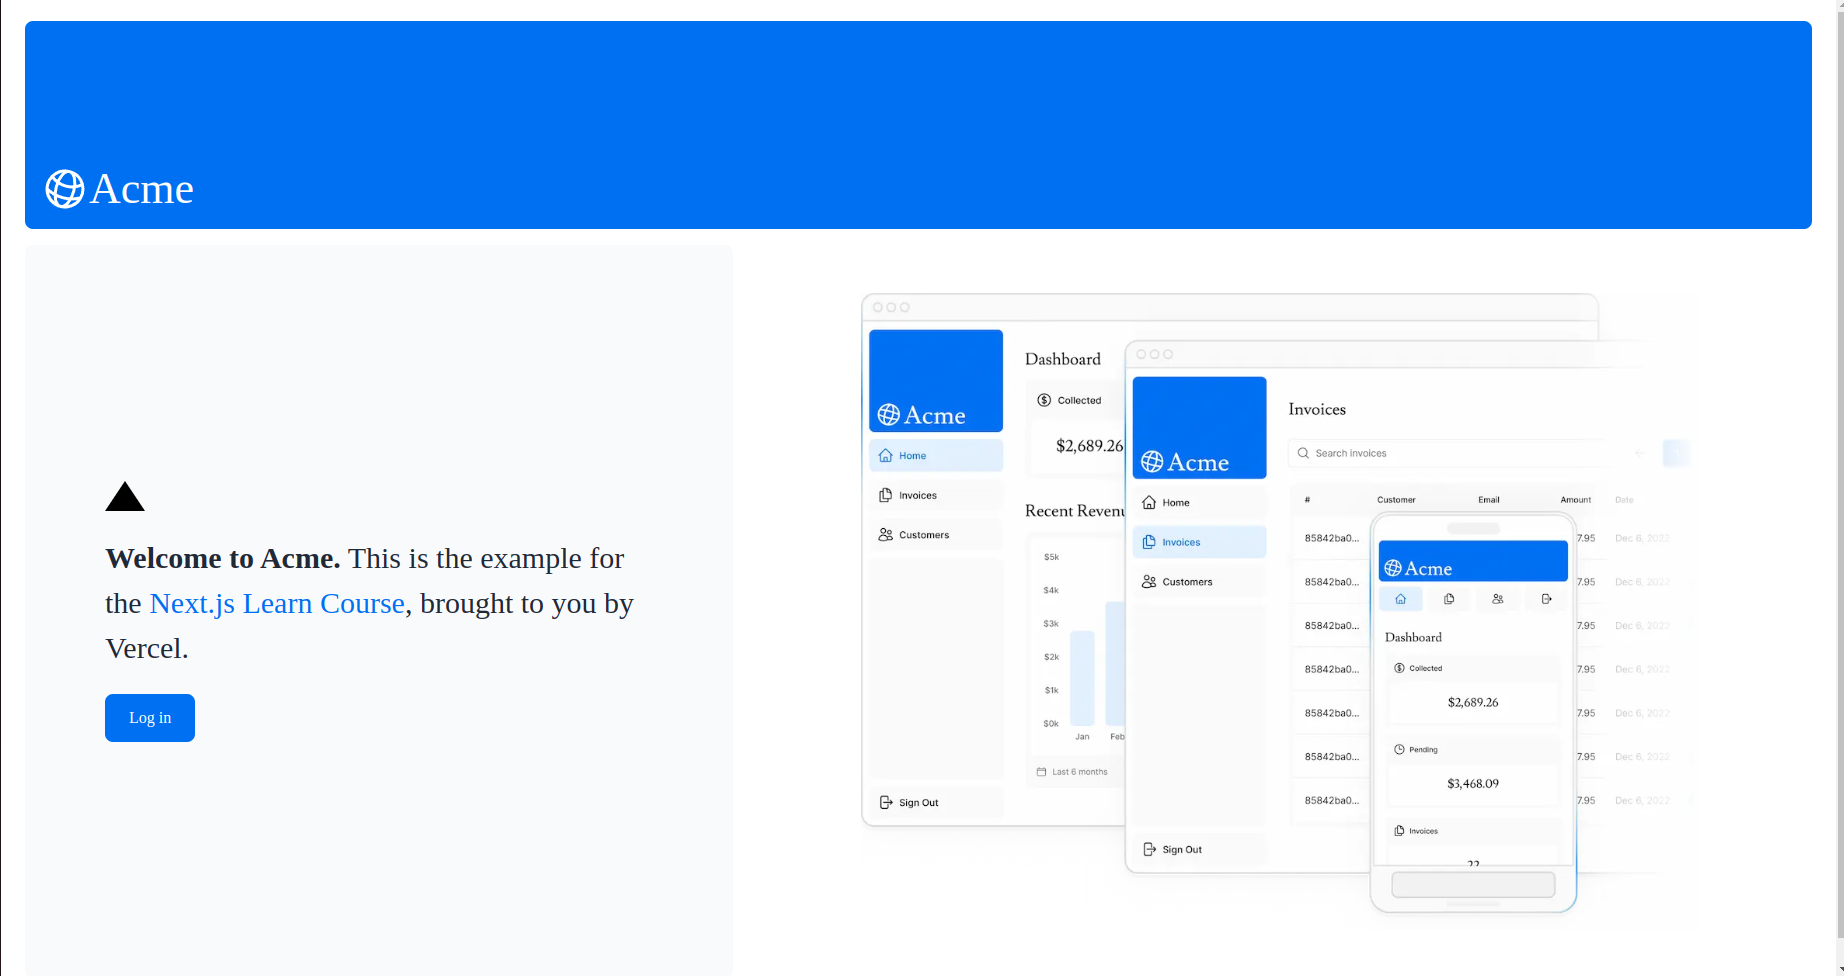 Acme
Welcome to Acme. This is the example for
the Next.js Learn Course, brought to you by
Vercel.
Log in
Acme
Home
Invoices
Customers
Sign Out
Dashboard
Collected
$2,689.26
Recent Revenu
$5k
$4k
$3k
$2k
$1k
$0k
Jan Feb
Last 6 months
Acme
Home
Invoices
Customers
Sign Out
Invoices
Search invoices
# Customer Email Amount Date
85842ba0... 7.95 Dec 6, 2022
85842ba0... 7.95 Dec 6, 2022
85842ba0... 7.95 Dec 6, 2022
85842ba0... 7.95 Dec 6, 2022
85842ba0... 7.95 Dec 6, 2022
85842ba0... 7.95 Dec 6, 2022
85842ba0... 7.95 Dec 6, 2022
Acme
Dashboard
Collected
$2,689.26
Pending
$3,468.09
Invoices
22